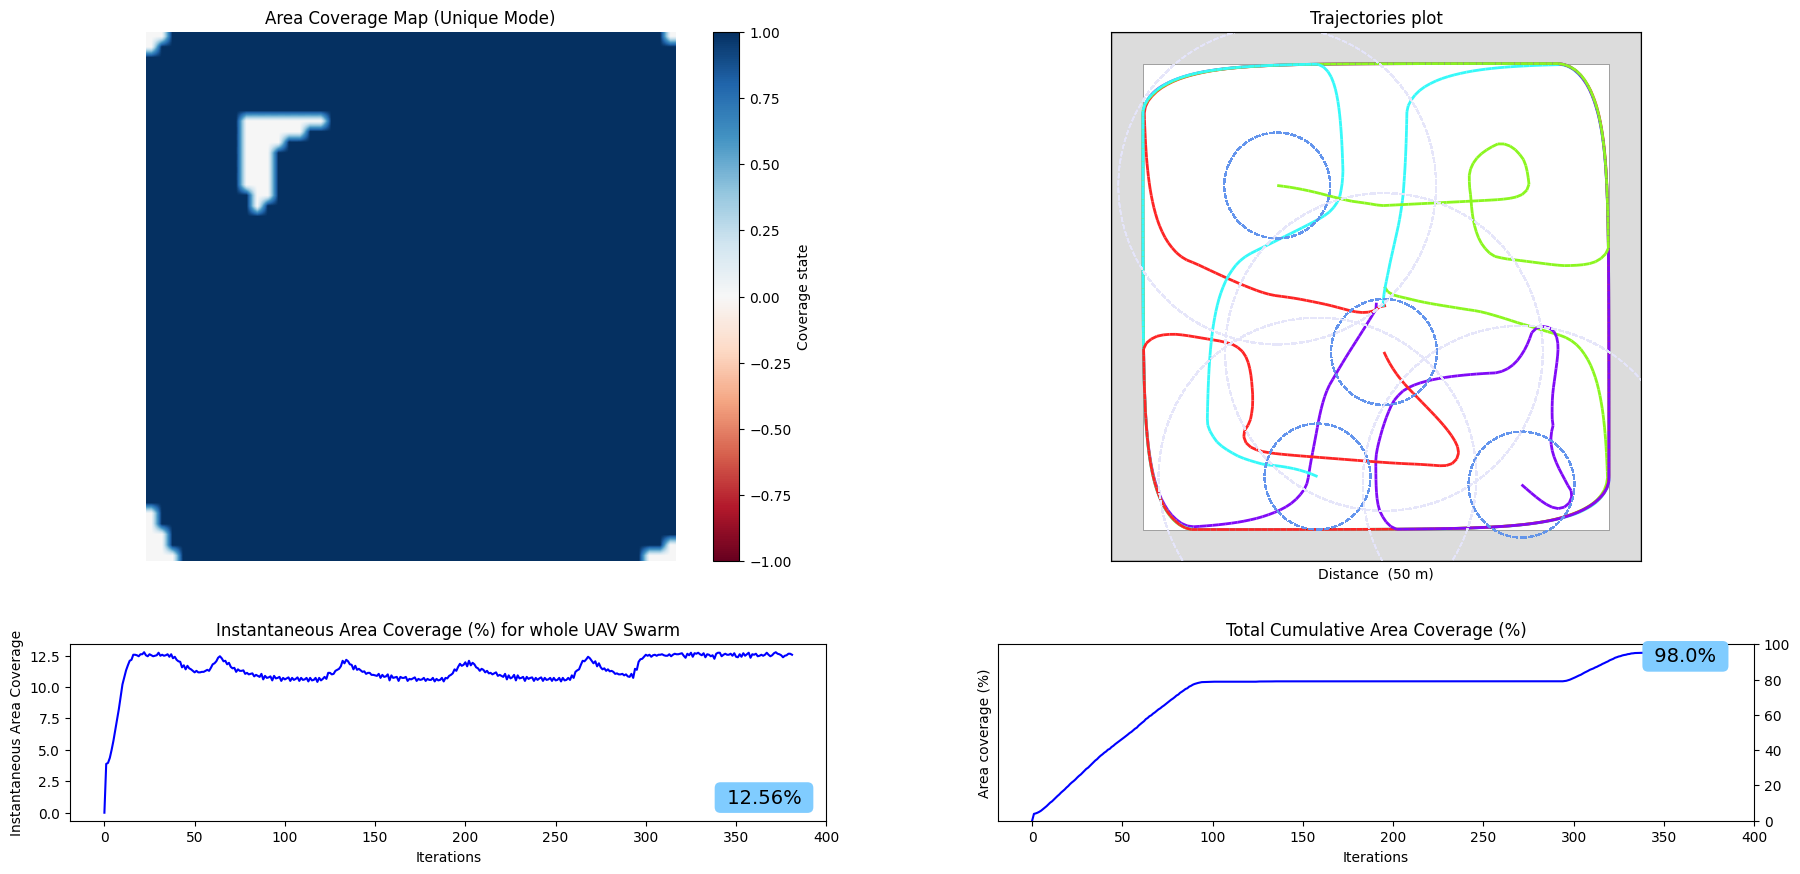 Area Coverage Map (Unique Mode)
1.00
0.75
0.50
0.25
0.00
−0.25
−0.50
−0.75
−1.00
Coverage state
Trajectories plot
Distance  (50 m)
Instantaneous Area Coverage (%) for whole UAV Swarm
Instantaneous Area Coverage
12.5
10.0
7.5
5.0
2.5
0.0
12.56%
0 50 100 150 200 250 300 350 400
Iterations
Total Cumulative Area Coverage (%)
Area coverage (%)
98.0%
100
80
60
40
20
0
0 50 100 150 200 250 300 350 400
Iterations